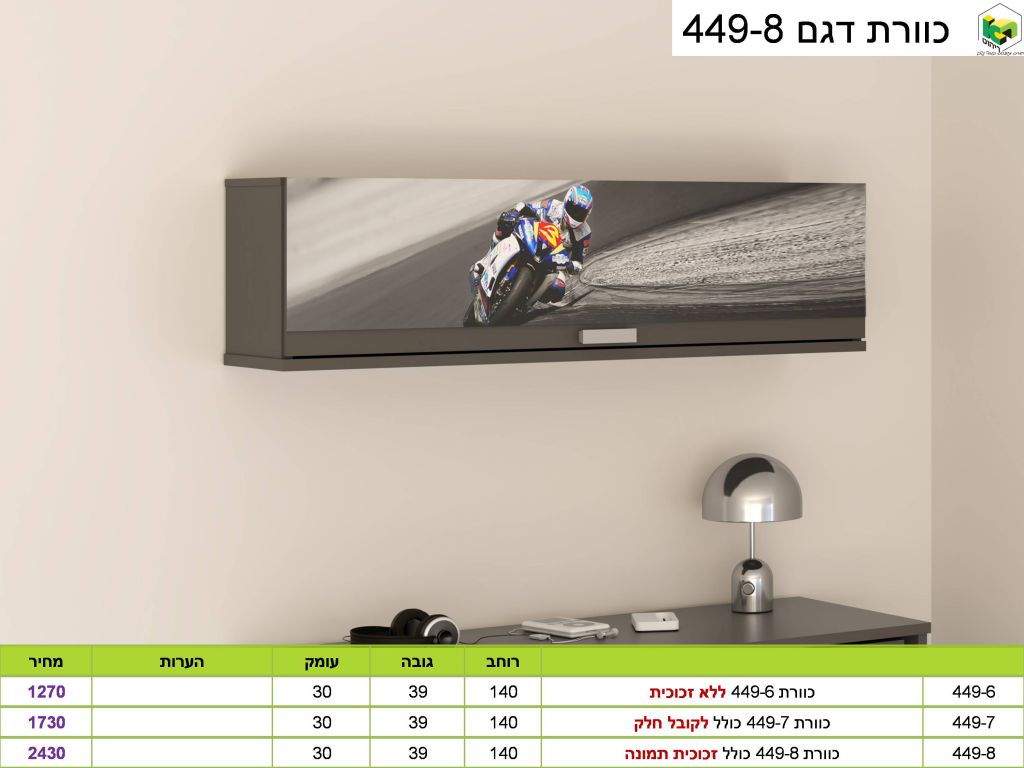 כוורת דגם 449-8
ריהוט
רוחב גובה עומק הערות מחיר
449-6 כוורת 449-6 ללא זכוכית 140 39 30 1270
449-7 כוורת 449-7 כולל לקובל חלק 140 39 30 1730
449-8 כוורת 449-8 כולל זכוכית תמונה 140 39 30 2430